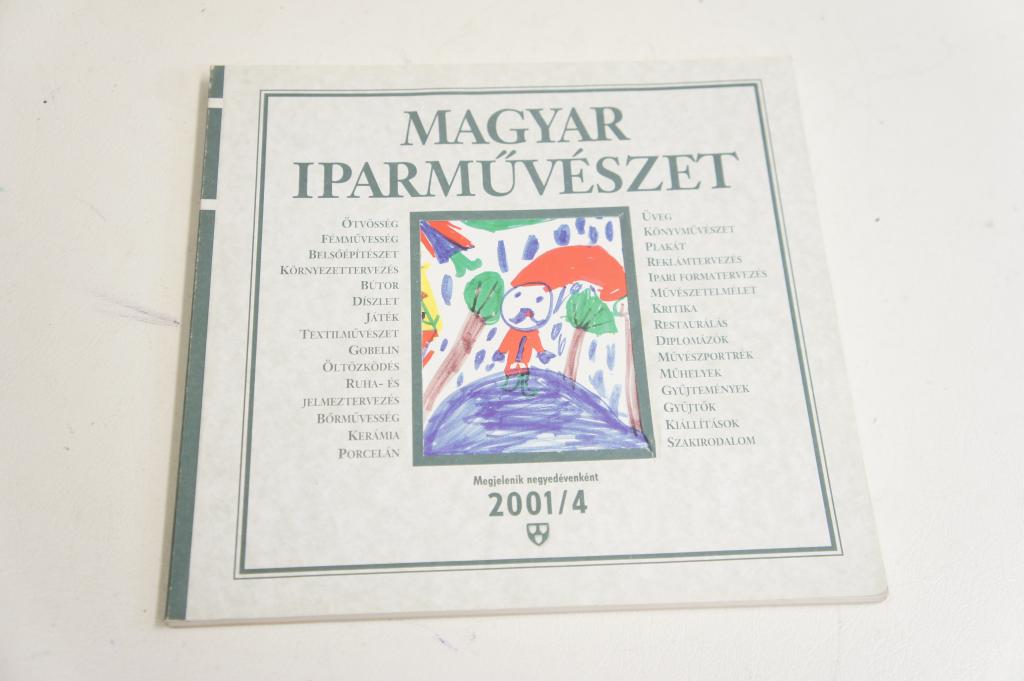 MAGYAR
IPARMŰVÉSZET
ÖTVÖSSÉG
FÉMMŰVESSÉG
BELSŐÉPÍTÉSZET
KÖRNYEZETTERVEZÉS
BÚTOR
DÍSZLET
JÁTÉK
TEXTILMŰVÉSZET
GOBELIN
ÖLTÖZKÖDÉS
RUHA- ÉS
JELMEZTERVEZÉS
BŐRMŰVESSÉG
KERÁMIA
PORCELÁN
ÜVEG
KÖNYVMŰVÉSZET
PLAKÁT
REKLÁMTERVEZÉS
IPARI FORMATERVEZÉS
MŰVÉSZETELMÉLET
KRITIKA
RESTAURÁLÁS
DIPLOMÁZÓK
MŰVÉSZPORTRÉK
MŰHELYEK
GYŰJTEMÉNYEK
GYŰJTŐK
KIÁLLÍTÁSOK
SZAKIRODALOM
Megjelenik negyedévenként
2001/4